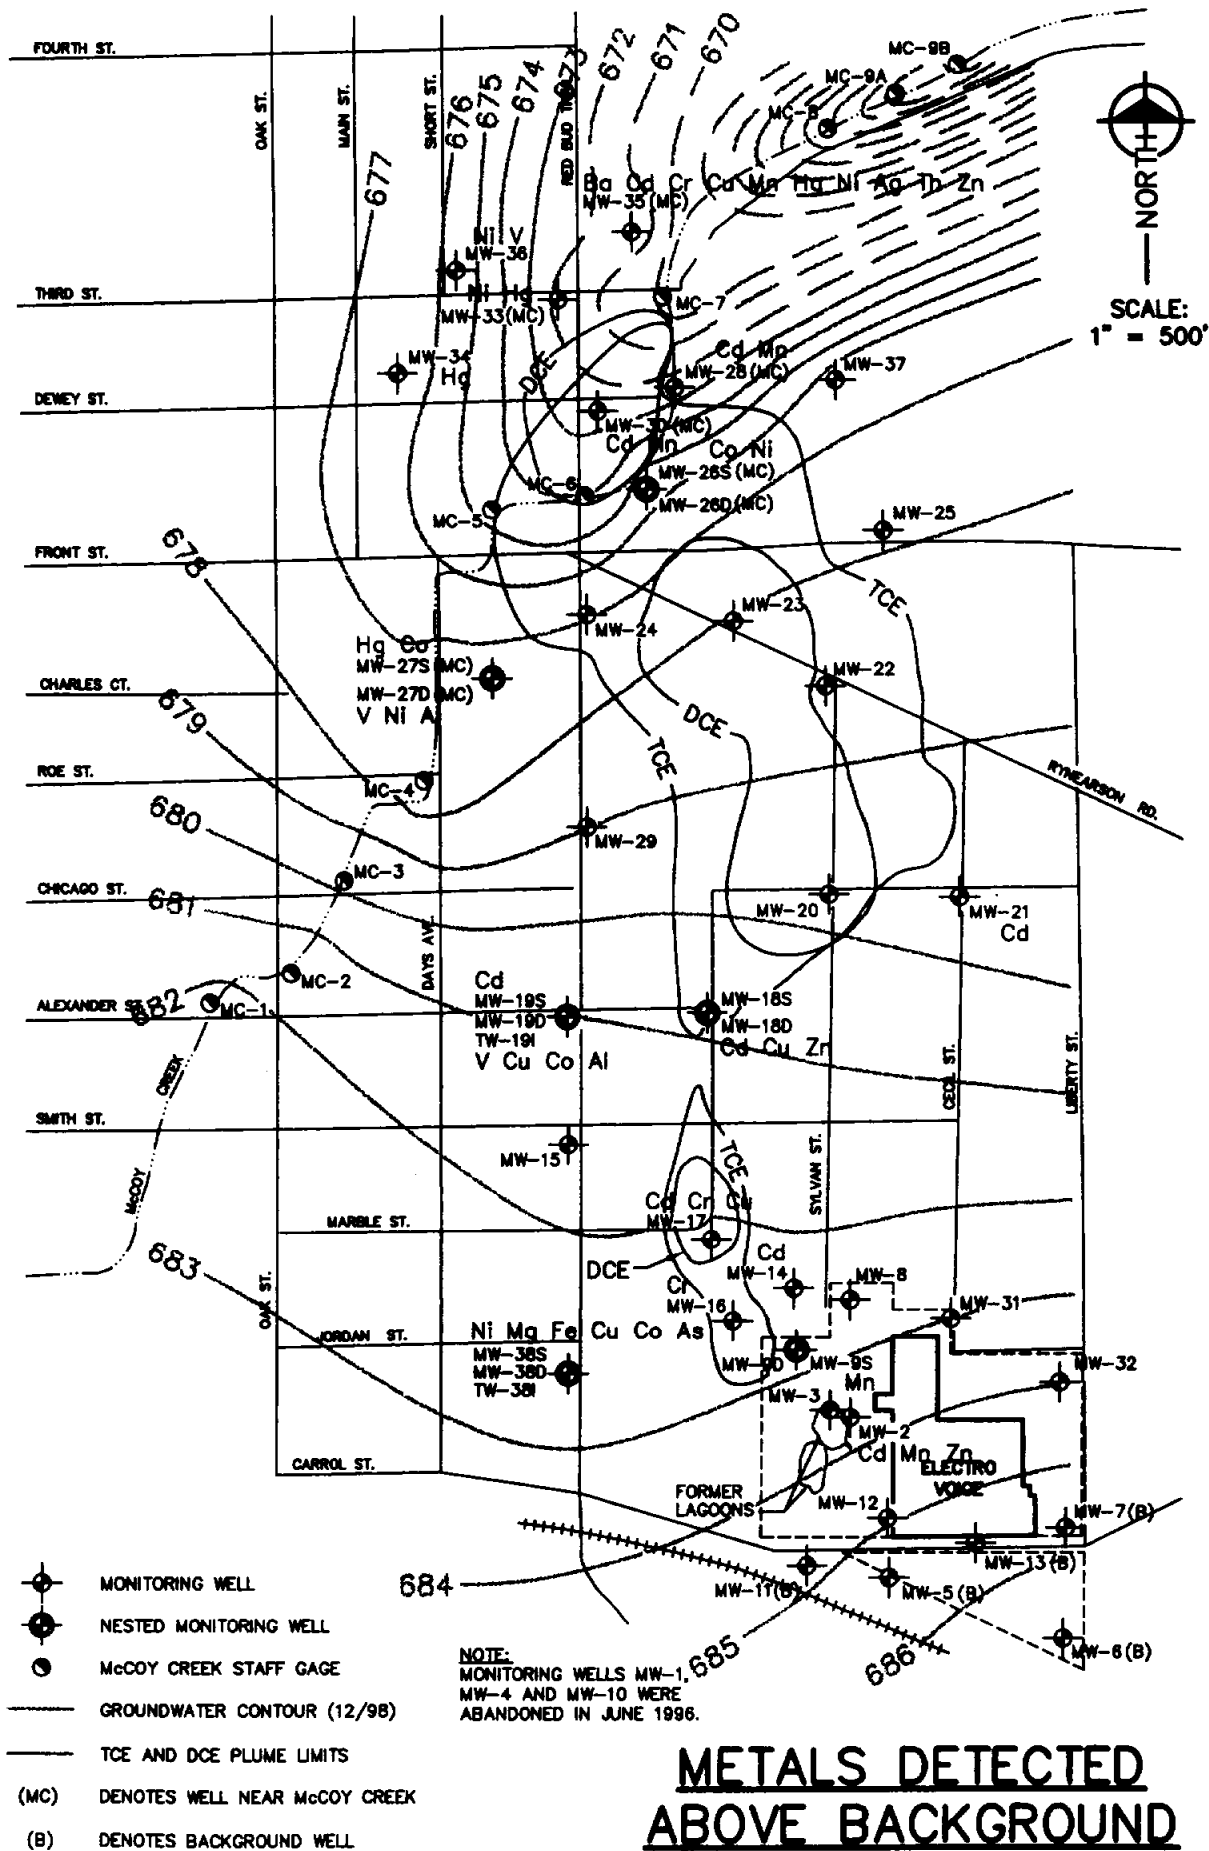 FOURTH ST.
OAK ST.
MAIN ST.
SHORT ST.
677
676
675
674
673
672
671
670
MC-9B
MC-9A
MC-8
NORTH
SCALE:
1" = 500'
Ba Cd Cr Cu Mn Hg Ni Ag Th Zn
MW-35(MC)
Ni V
MW-36
THIRD ST.
Ni Hg
MW-33(MC)
MC-7
DCE
MW-34
Hg
Cd Mn
MW-28(MC)
MW-37
DEWEY ST.
MW-30(MC)
Cd Mn
Co Ni
MW-26S(MC)
MW-26D(MC)
MC-6
MC-5
MW-25
FRONT ST.
678
TCE
MW-23
MW-24
Hg Co
MW-27S(MC)
MW-27D(MC)
V Ni Al
MW-22
CHARLES CT.
679
DCE
TCE
ROE ST.
MC-4
RYNEARSON RD.
680
MW-29
MC-3
CHICAGO ST.
681
MW-20
MW-21
Cd
DAYS AVE.
MC-2
Cd
MW-19S
MW-19D
TW-19I
V Cu Co Al
MW-18S
MW-18D
Cd Cu Zn
ALEXANDER ST.
682
MC-1
McCOY CREEK
CECIL ST.
LIBERTY ST.
SMITH ST.
MW-15
TCE
SYLVAN ST.
MARBLE ST.
Cd Cr Cu
MW-17
683
DCE
Cd
MW-14
MW-8
Cr
MW-16
MW-31
OAK ST.
JORDAN ST.
Ni Mg Fe Cu Co As
MW-38S
MW-38D
TW-38I
MW-9D
MW-9S
MW-32
Mn
MW-3
MW-2
Cd Mn Zn
ELECTRO
VOICE
CARROL ST.
FORMER
LAGOONS
MW-12
MW-7(B)
MW-13(B)
MW-11(B)
MW-5(B)
MW-6(B)
684
685
686
MONITORING WELL
NESTED MONITORING WELL
McCOY CREEK STAFF GAGE
GROUNDWATER CONTOUR (12/98)
TCE AND DCE PLUME LIMITS
(MC) DENOTES WELL NEAR McCOY CREEK
(B) DENOTES BACKGROUND WELL
NOTE:
MONITORING WELLS MW-1,
MW-4 AND MW-10 WERE
ABANDONED IN JUNE 1996.
METALS DETECTED
ABOVE BACKGROUND